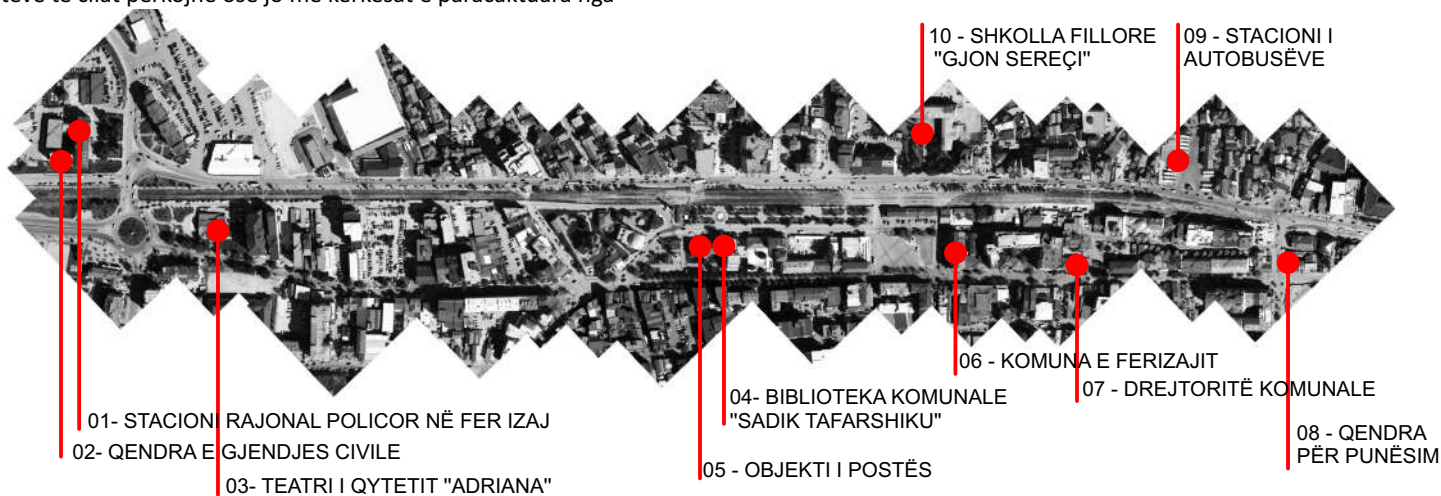 10 - SHKOLLA FILLORE
"GJON SEREÇI"
09 - STACIONI I
AUTOBUSËVE
06 - KOMUNA E FERIZAJIT
07 - DREJTORITË KOMUNALE
04- BIBLIOTEKA KOMUNALE
"SADIK TAFARSHIKU"
01- STACIONI RAJONAL POLICOR NË FER IZAJ
08 - QENDRA
PËR PUNËSIM
02- QENDRA E GJENDJES CIVILE
05 - OBJEKTI I POSTËS
03- TEATRI I QYTETIT "ADRIANA"